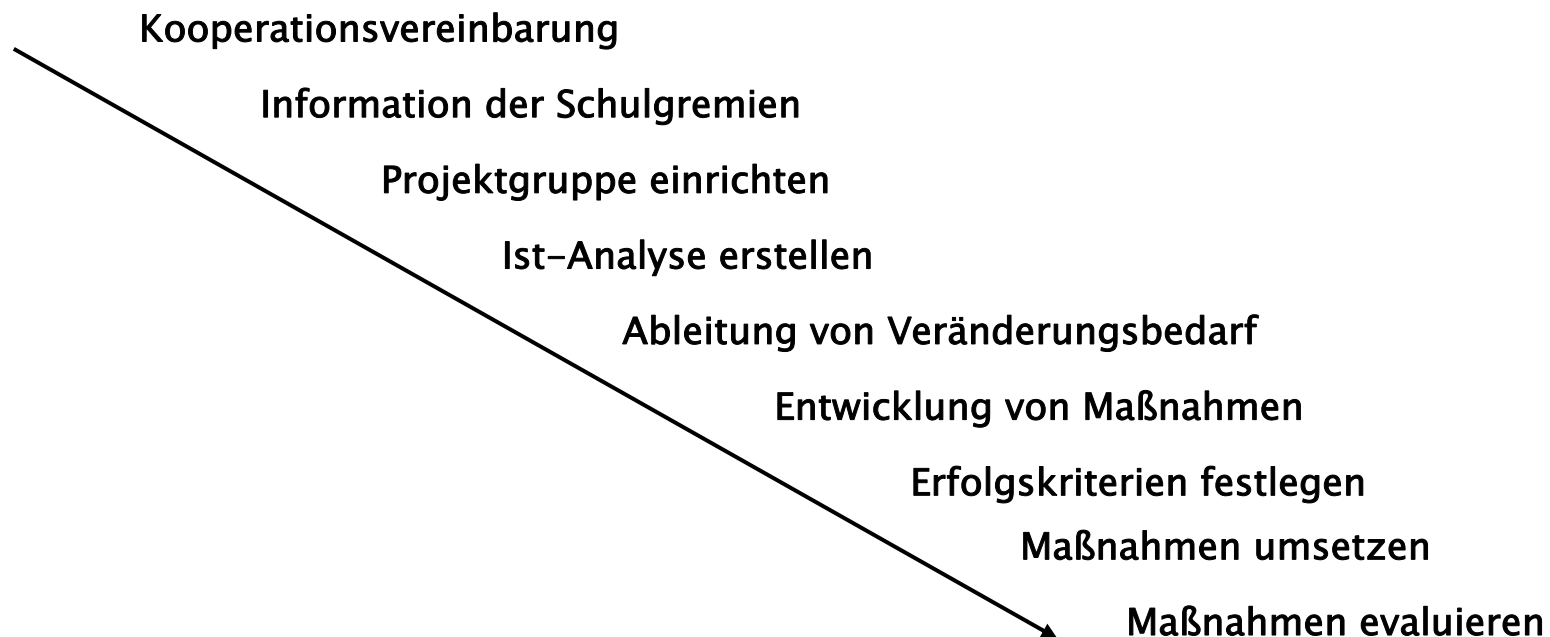 Kooperationsvereinbarung
Information der Schulgremien
Projektgruppe einrichten
Ist-Analyse erstellen
Ableitung von Veränderungsbedarf
Entwicklung von Maßnahmen
Erfolgskriterien festlegen
Maßnahmen umsetzen
Maßnahmen evaluieren